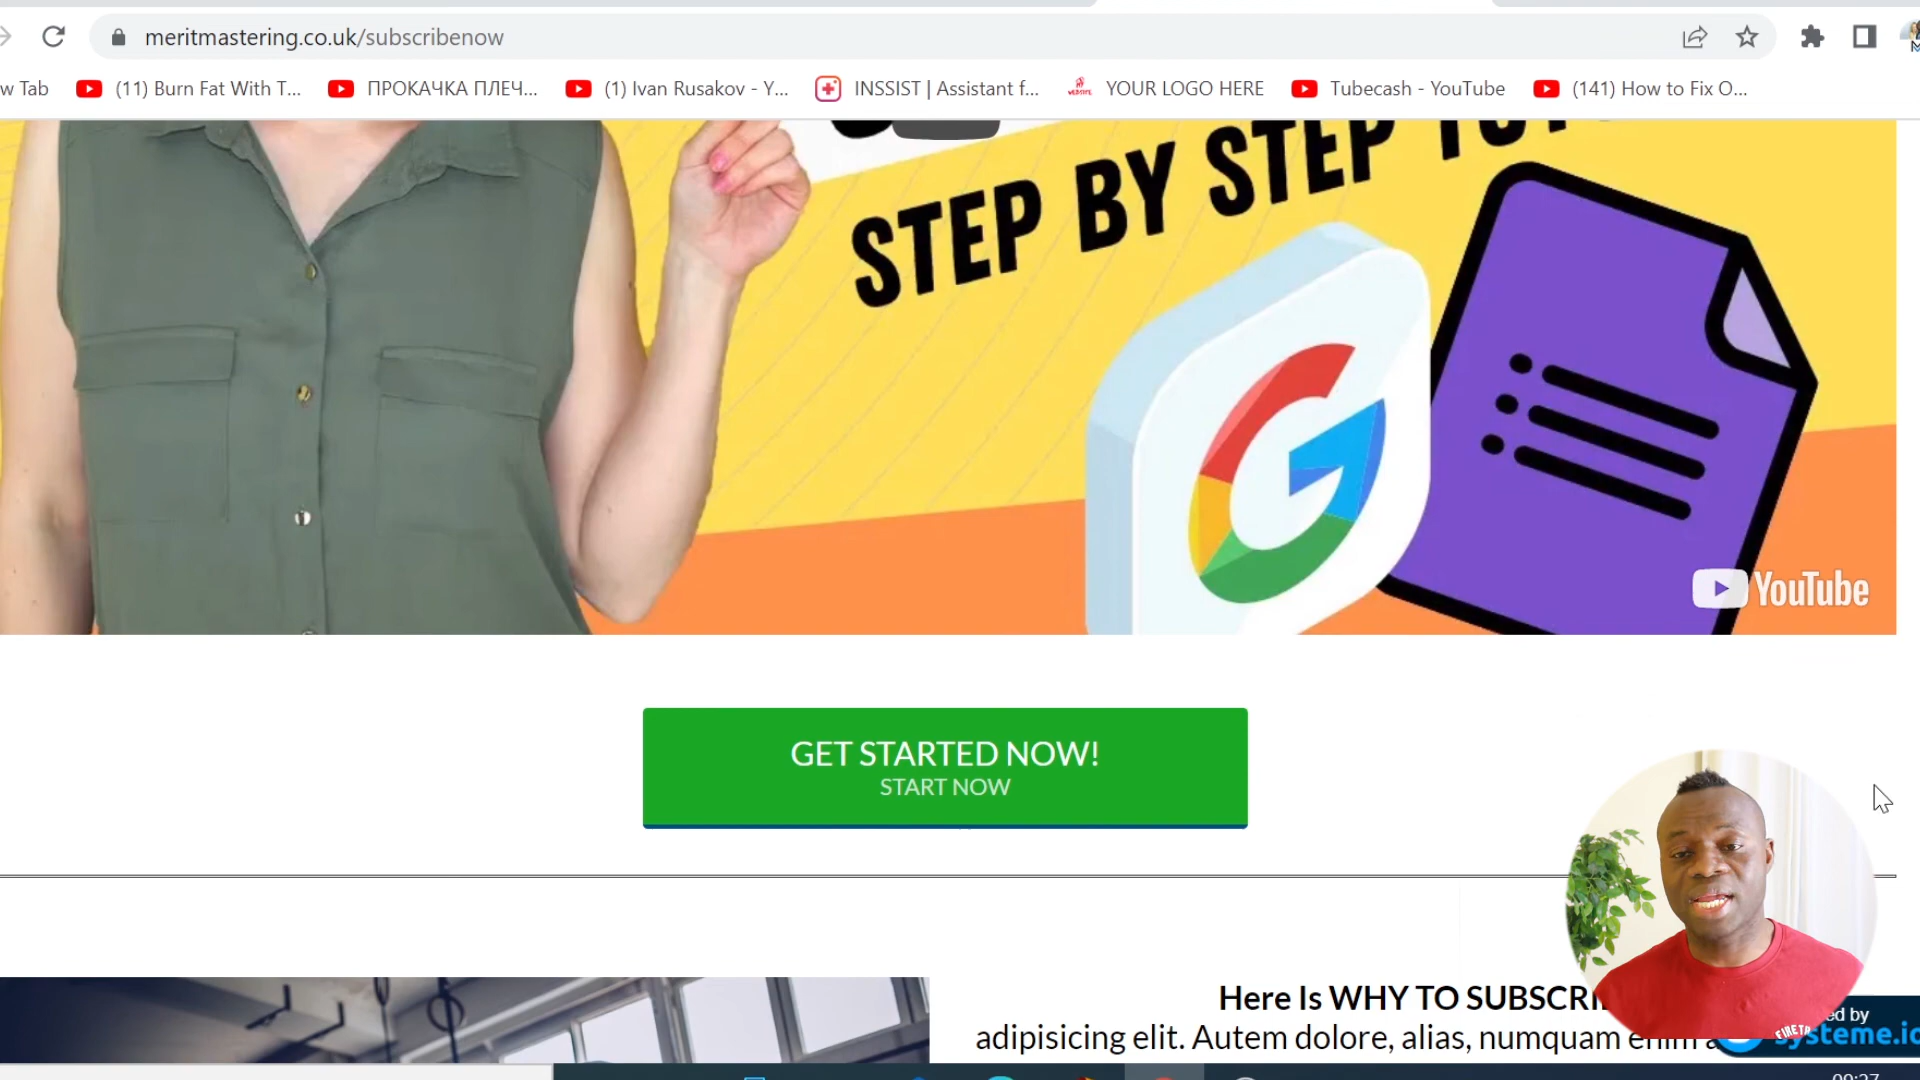 meritmastering.co.uk/subscribenow
w Tab
(11) Burn Fat With T...
ПРОКАЧКА ПЛЕЧ...
(1) Ivan Rusakov - Y...
INSSIST | Assistant f...
YOUR LOGO HERE
Tubecash - YouTube
(141) How to Fix O...
STEP BY STEP
YouTube
GET STARTED NOW!
START NOW
Here Is WHY TO SUBSCRI
adipisicing elit. Autem dolore, alias, numquam enim a
ed by
systeme.io